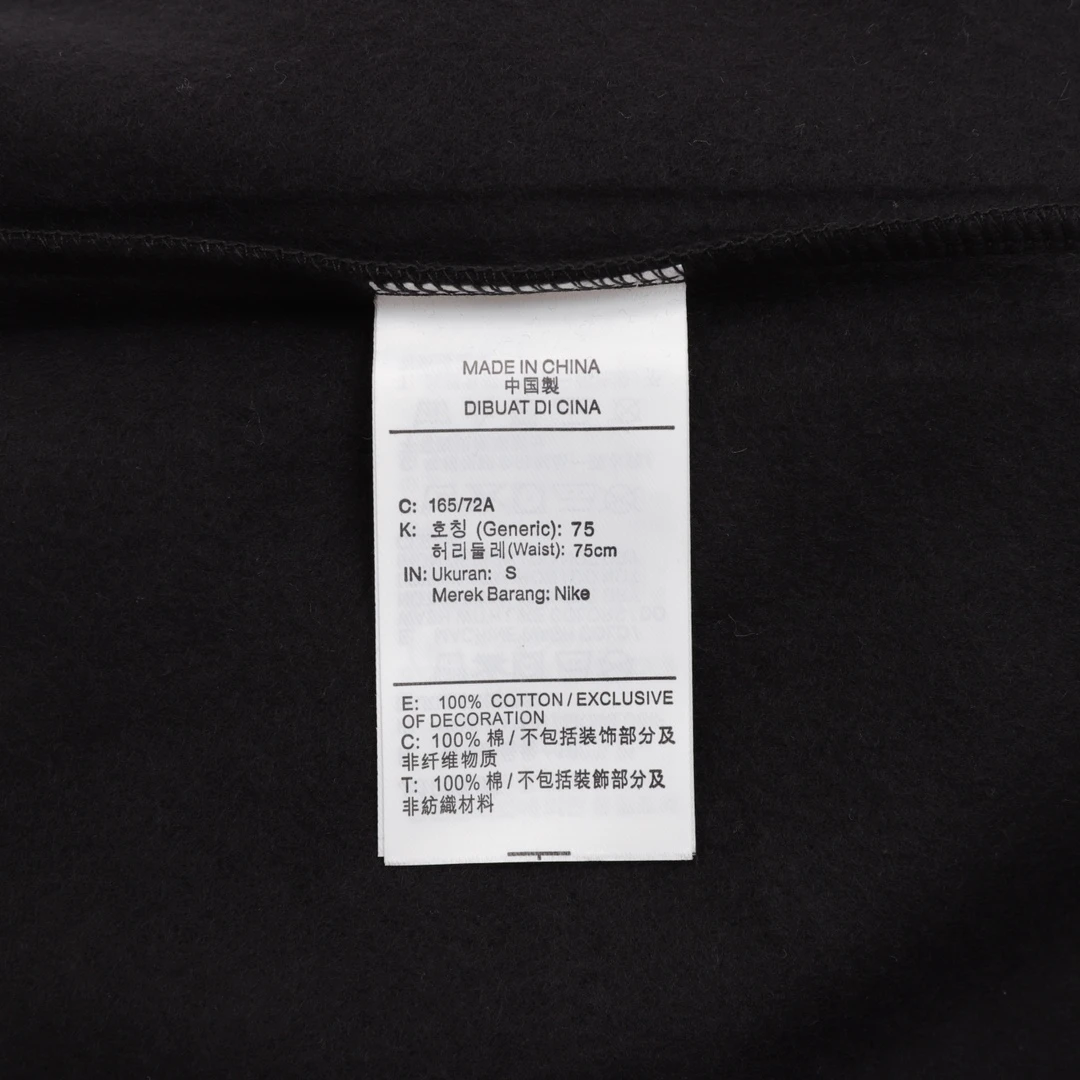 MADE IN CHINA
中国製
DIBUAT DI CINA
C: 165/72A
K: 호칭 (Generic): 75
허리둘레(Waist): 75cm
IN: Ukuran: S
Merek Barang: Nike
E: 100% COTTON / EXCLUSIVE
OF DECORATION
C: 100% 棉 / 不包括装饰部分及
非纤维物质
T: 100% 棉 / 不包括裝飾部分及
非紡織材料